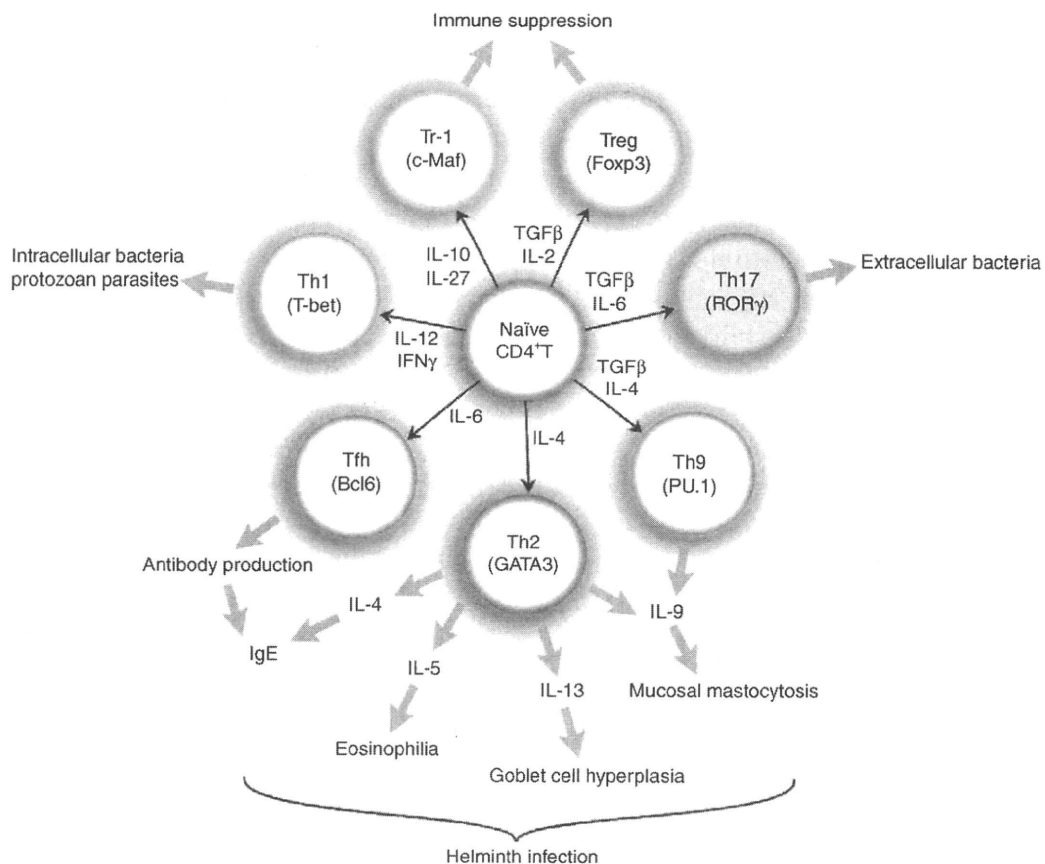 Immune suppression
Tr-1
(c-Maf)
Treg
(Foxp3)
IL-10
IL-27
TGFβ
IL-2
Intracellular bacteria
protozoan parasites
Th1
(T-bet)
TGFβ
IL-6
Th17
(RORγ)
Extracellular bacteria
Naïve
CD4⁺T
IL-12
IFNγ
TGFβ
IL-4
IL-6
IL-4
Tfh
(Bcl6)
Th9
(PU.1)
Th2
(GATA3)
Antibody production
IL-4
IL-9
IgE
IL-5
IL-13
Mucosal mastocytosis
Eosinophilia
Goblet cell hyperplasia
Helminth infection